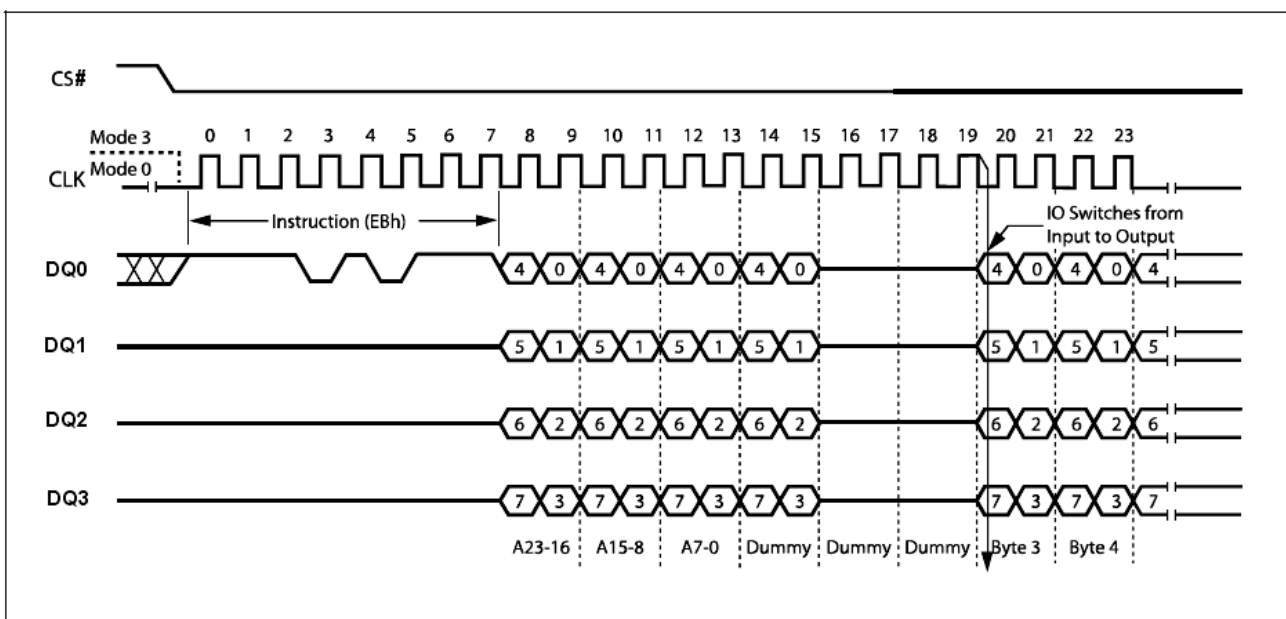 CS#
Mode 3
0 1 2 3 4 5 6 7 8 9 10 11 12 13 14 15 16 17 18 19 20 21 22 23
Mode 0
CLK
Instruction (EBh)
IO Switches from
Input to Output
DQ0
4 0 4 0 4 0 4 0 4 0 4 0 4
DQ1
5 1 5 1 5 1 5 1 5 1 5 1 5
DQ2
6 2 6 2 6 2 6 2 6 2 6 2 6
DQ3
7 3 7 3 7 3 7 3 7 3 7 3 7
A23-16 A15-8 A7-0 Dummy Dummy Dummy Byte 3 Byte 4